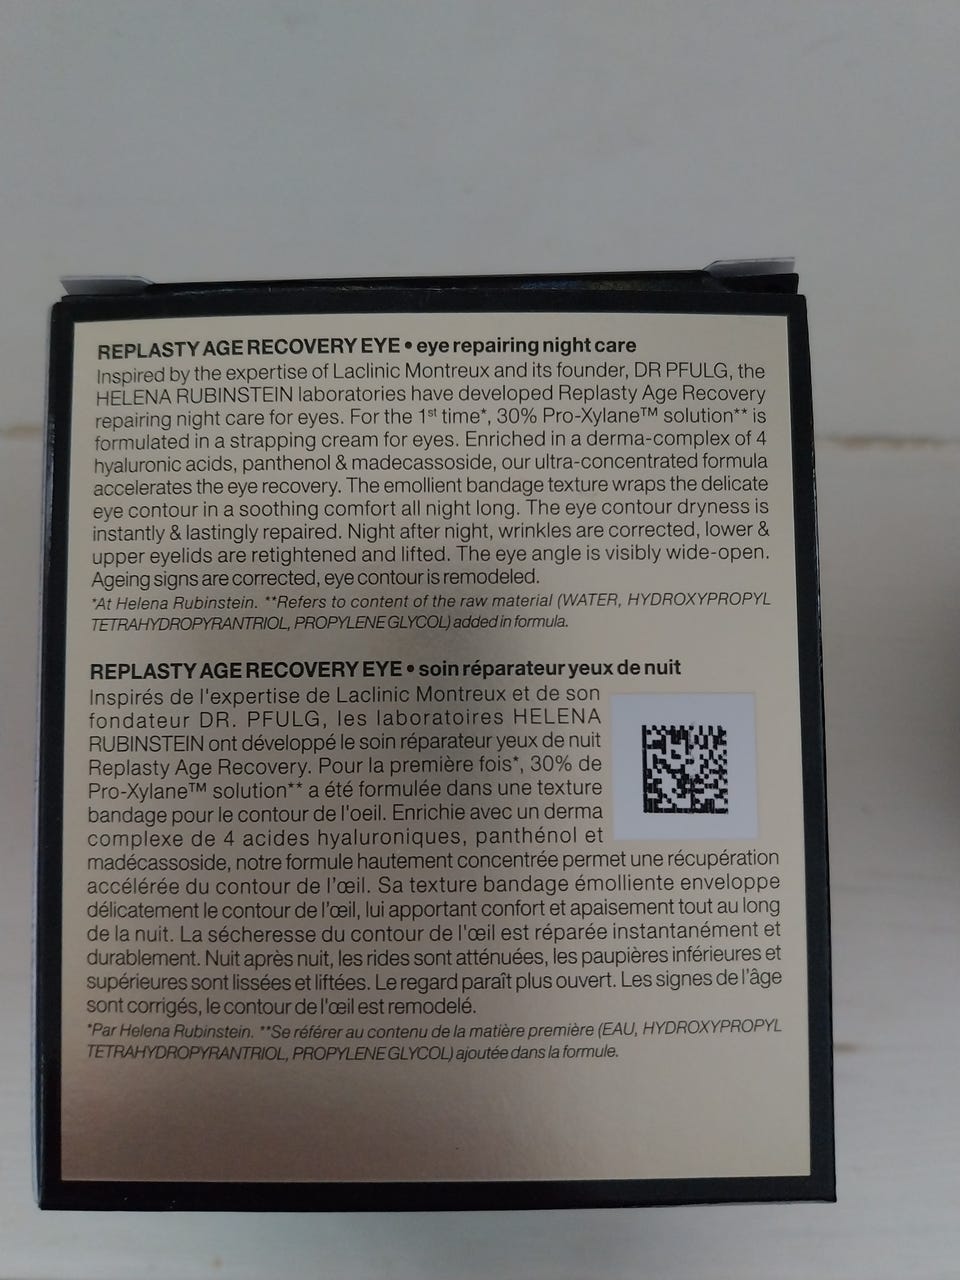 REPLASTY AGE RECOVERY EYE • eye repairing night care
Inspired by the expertise of Laclinic Montreux and its founder, DR PFULG, the
HELENA RUBINSTEIN laboratories have developed Replasty Age Recovery
repairing night care for eyes. For the 1st time*, 30% Pro-Xylane™ solution** is
formulated in a strapping cream for eyes. Enriched in a derma-complex of 4
hyaluronic acids, panthenol & madecassoside, our ultra-concentrated formula
accelerates the eye recovery. The emollient bandage texture wraps the delicate
eye contour in a soothing comfort all night long. The eye contour dryness is
instantly & lastingly repaired. Night after night, wrinkles are corrected, lower &
upper eyelids are retightened and lifted. The eye angle is visibly wide-open.
Ageing signs are corrected, eye contour is remodeled.
*At Helena Rubinstein. **Refers to content of the raw material (WATER, HYDROXYPROPYL
TETRAHYDROPYRANTRIOL, PROPYLENE GLYCOL) added in formula.
REPLASTY AGE RECOVERY EYE • soin réparateur yeux de nuit
Inspirés de l'expertise de Laclinic Montreux et de son
fondateur DR. PFULG, les laboratoires HELENA
RUBINSTEIN ont développé le soin réparateur yeux de nuit
Replasty Age Recovery. Pour la première fois*, 30% de
Pro-Xylane™ solution** a été formulée dans une texture
bandage pour le contour de l'oeil. Enrichie avec un derma
complexe de 4 acides hyaluroniques, panthénol et
madécassoside, notre formule hautement concentrée permet une récupération
accélérée du contour de l'œil. Sa texture bandage émolliente enveloppe
délicatement le contour de l'œil, lui apportant confort et apaisement tout au long
de la nuit. La sécheresse du contour de l'œil est réparée instantanément et
durablement. Nuit après nuit, les rides sont atténuées, les paupières inférieures et
supérieures sont lissées et liftées. Le regard paraît plus ouvert. Les signes de l'âge
sont corrigés, le contour de l'œil est remodelé.
*Par Helena Rubinstein. **Se référer au contenu de la matière première (EAU, HYDROXYPROPYL
TETRAHYDROPYRANTRIOL, PROPYLENE GLYCOL) ajoutée dans la formule.